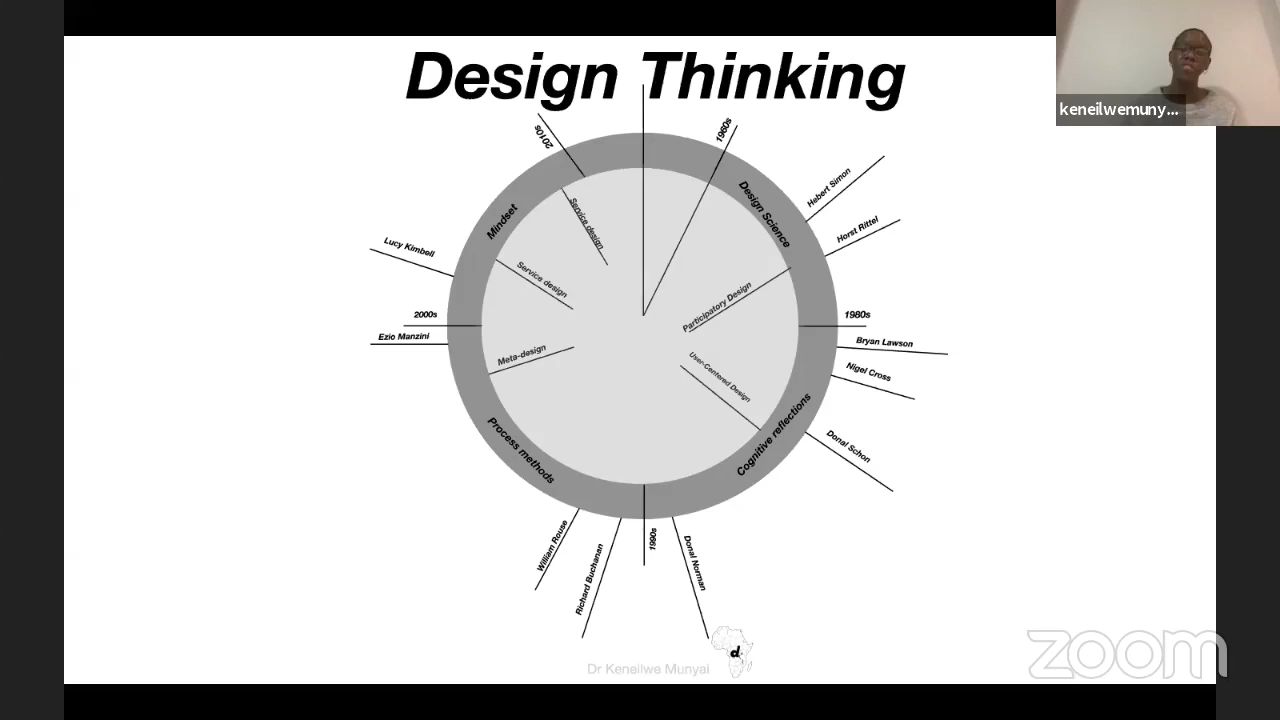 Design Thinking
keneilwemuny...
2010s
1960s
Design Science
Hebert Simon
Horst Rittel
Mindset
Service design
Lucy Kimbell
Service design
Participatory Design
2000s
1980s
Ezio Manzini
Bryan Lawson
Meta-design
User-Centered Design
Nigel Cross
Process methods
Cognitive reflections
Donal Schon
William Rouse
Richard Buchanan
1990s
Donal Norman
d
Dr Keneilwe Munyai
zoom